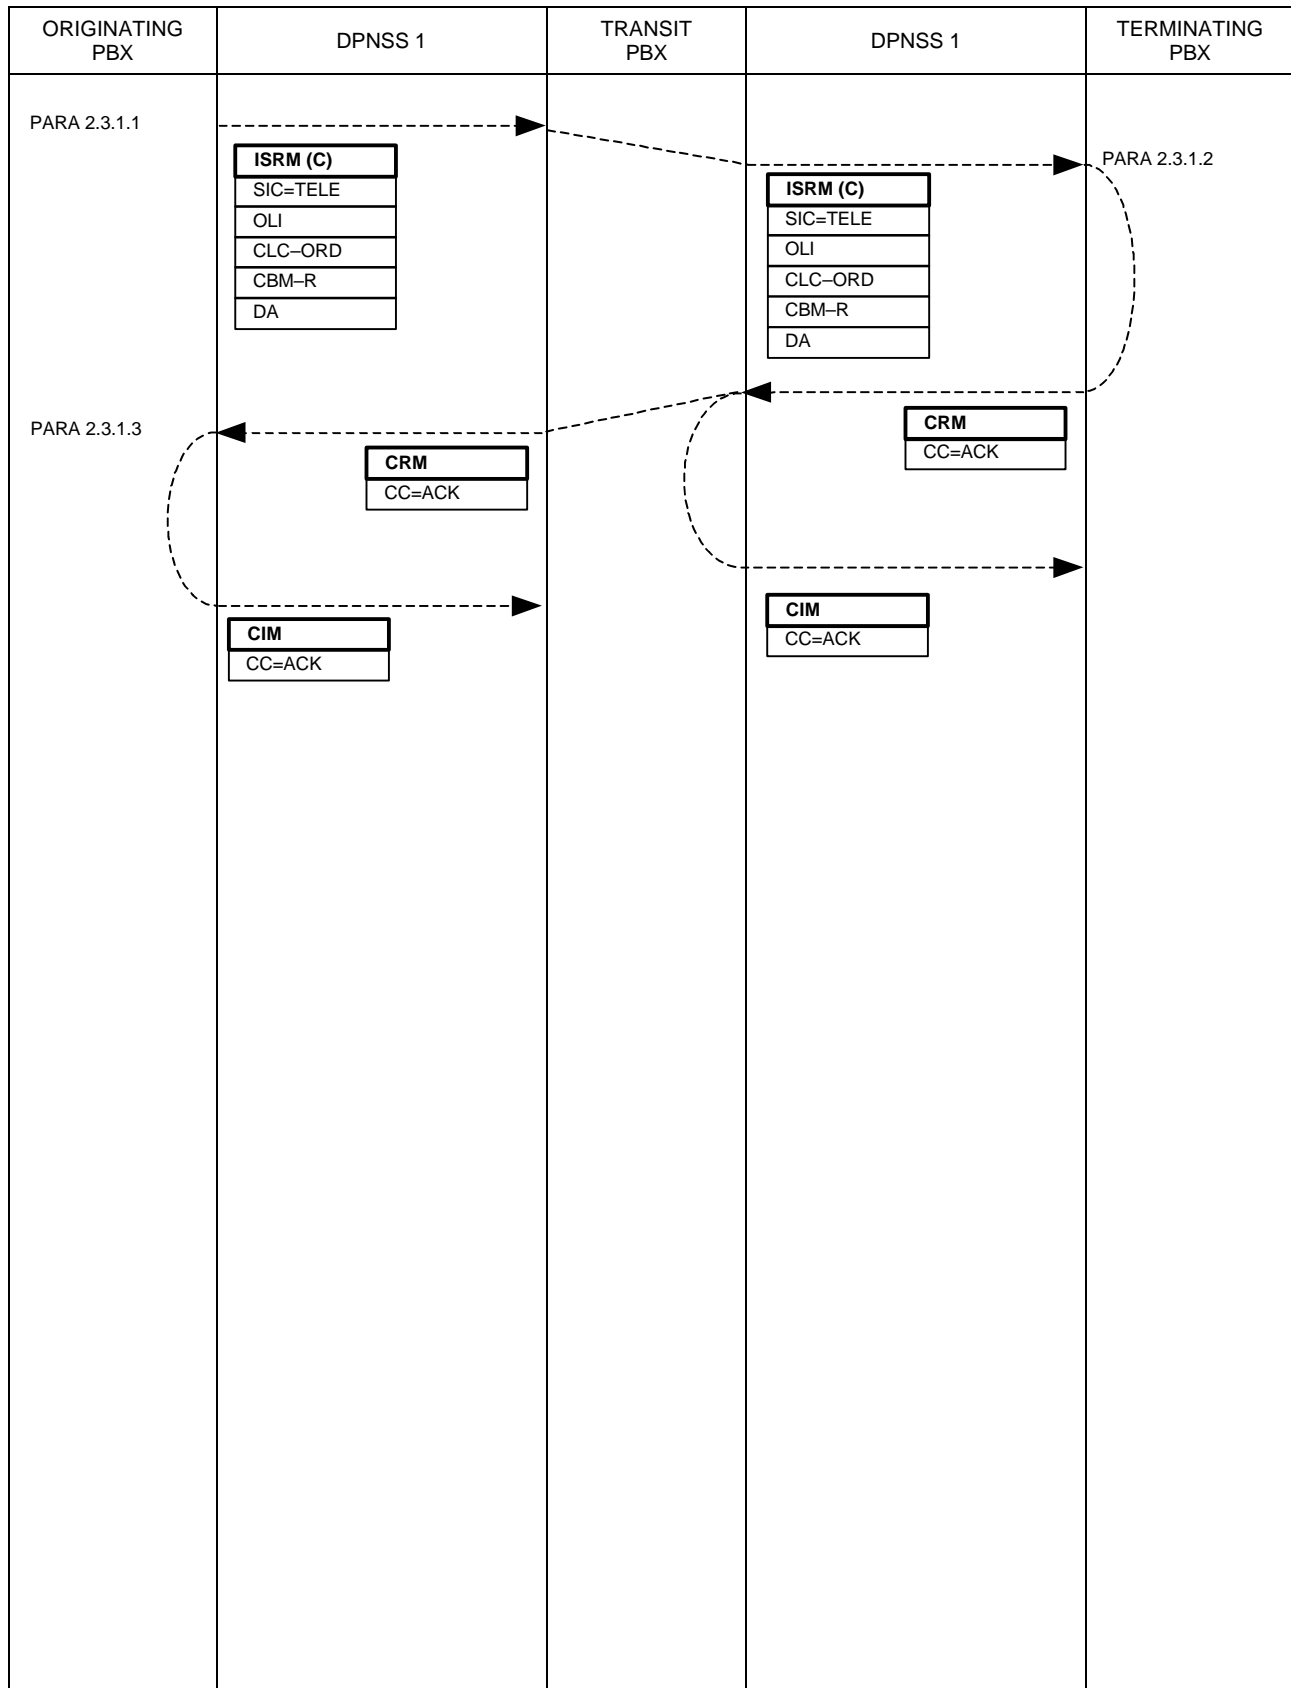 ORIGINATING
PBX
DPNSS 1
TRANSIT
PBX
DPNSS 1
TERMINATING
PBX
PARA 2.3.1.1
ISRM (C)
SIC=TELE
OLI
CLC–ORD
CBM–R
DA
PARA 2.3.1.2
ISRM (C)
SIC=TELE
OLI
CLC–ORD
CBM–R
DA
CRM
CC=ACK
PARA 2.3.1.3
CRM
CC=ACK
CIM
CC=ACK
CIM
CC=ACK